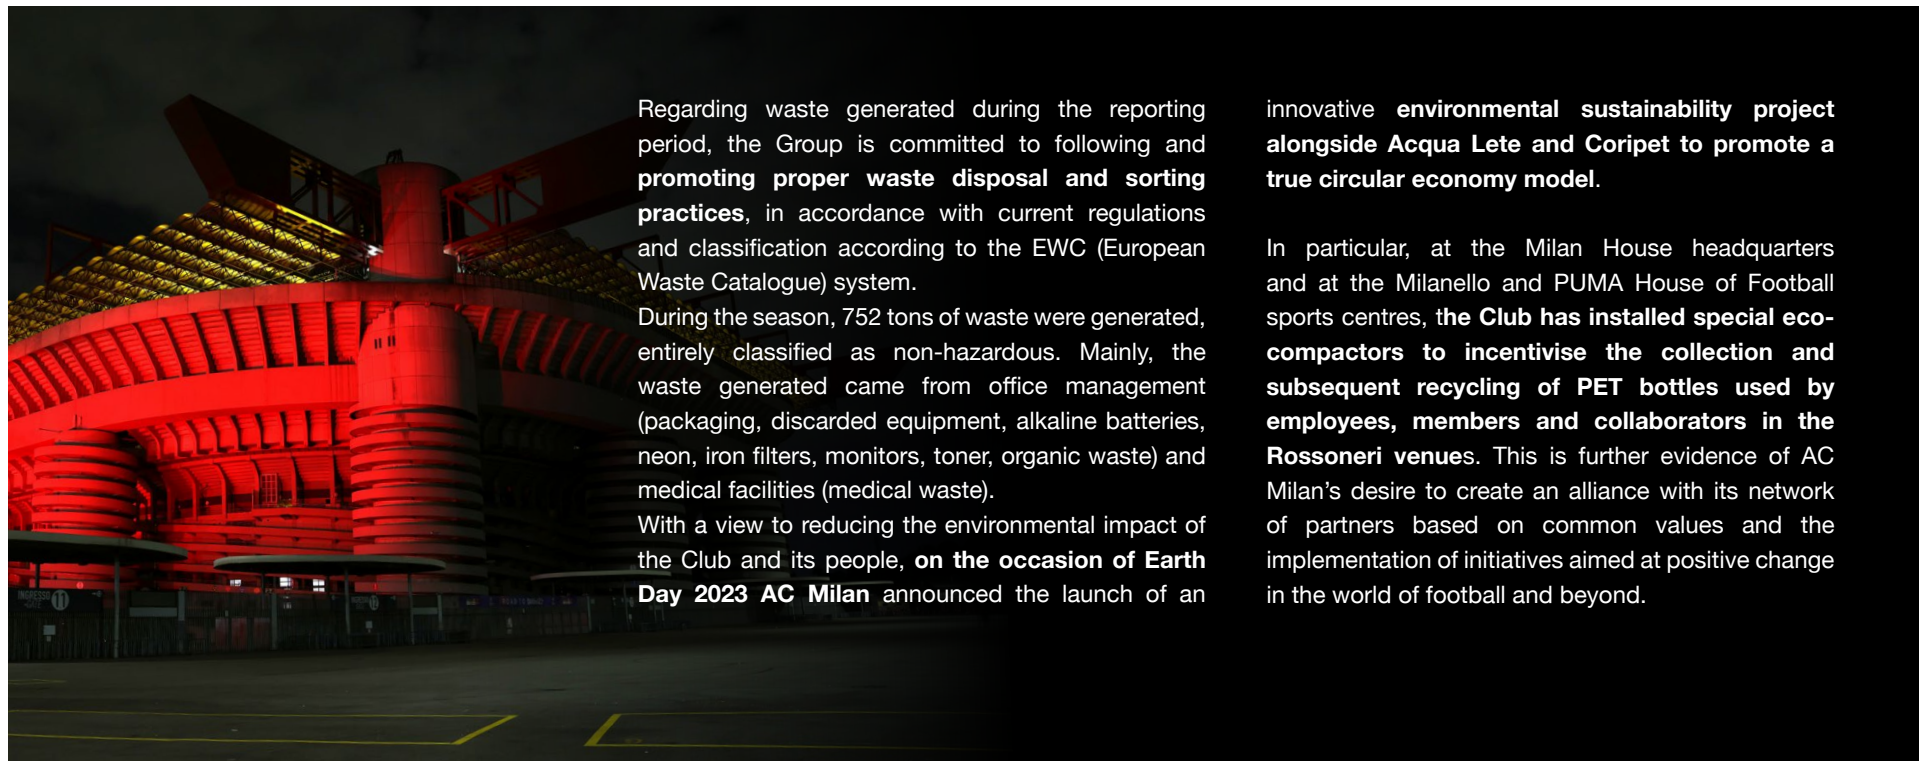 Regarding waste generated during the reporting
period, the Group is committed to following and
promoting proper waste disposal and sorting
practices, in accordance with current regulations
and classification according to the EWC (European
Waste Catalogue) system.
During the season, 752 tons of waste were generated,
entirely classified as non-hazardous. Mainly, the
waste generated came from office management
(packaging, discarded equipment, alkaline batteries,
neon, iron filters, monitors, toner, organic waste) and
medical facilities (medical waste).
With a view to reducing the environmental impact of
the Club and its people, on the occasion of Earth
Day 2023 AC Milan announced the launch of an
innovative environmental sustainability project
alongside Acqua Lete and Coripet to promote a
true circular economy model.
In particular, at the Milan House headquarters
and at the Milanello and PUMA House of Football
sports centres, the Club has installed special eco-
compactors to incentivise the collection and
subsequent recycling of PET bottles used by
employees, members and collaborators in the
Rossoneri venues. This is further evidence of AC
Milan's desire to create an alliance with its network
of partners based on common values and the
implementation of initiatives aimed at positive change
in the world of football and beyond.
INGRESSO 11
GATE
12